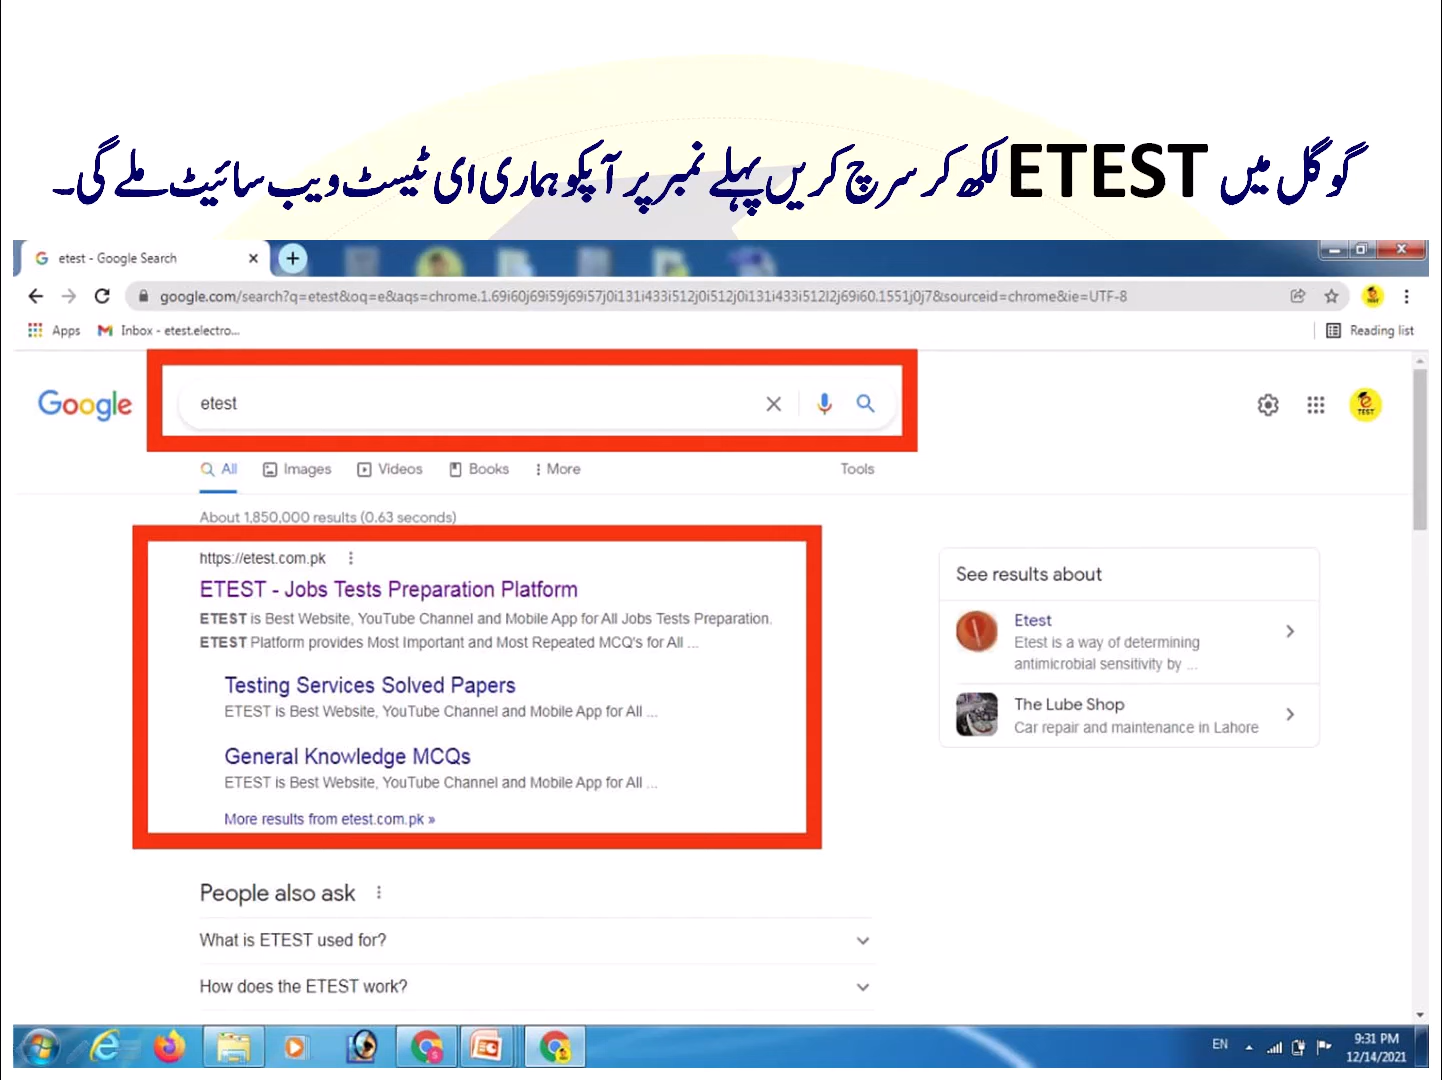 گوگل میں ETEST لکھ کر سرچ کریں پہلے نمبر پر آپکو ہماری ای ٹیسٹ ویب سائیٹ ملے گی۔
etest - Google Search
google.com/search?q=etest&oq=e&aqs=chrome.1.69i60j69i59j69i57j0i131i433i512j0i512j0i131i433i512l2j69i60.1551j0j7&sourceid=chrome&ie=UTF-8
Apps Inbox - etest.electro... Reading list
Google etest
e TEST
All Images Videos Books More Tools
About 1,850,000 results (0.63 seconds)
https://etest.com.pk
ETEST - Jobs Tests Preparation Platform
ETEST is Best Website, YouTube Channel and Mobile App for All Jobs Tests Preparation.
ETEST Platform provides Most Important and Most Repeated MCQ's for All ...
Testing Services Solved Papers
ETEST is Best Website, YouTube Channel and Mobile App for All ...
General Knowledge MCQs
ETEST is Best Website, YouTube Channel and Mobile App for All ...
More results from etest.com.pk »
See results about
Etest
Etest is a way of determining
antimicrobial sensitivity by ...
The Lube Shop
Car repair and maintenance in Lahore
People also ask
What is ETEST used for?
How does the ETEST work?
EN 9:31 PM
12/14/2021